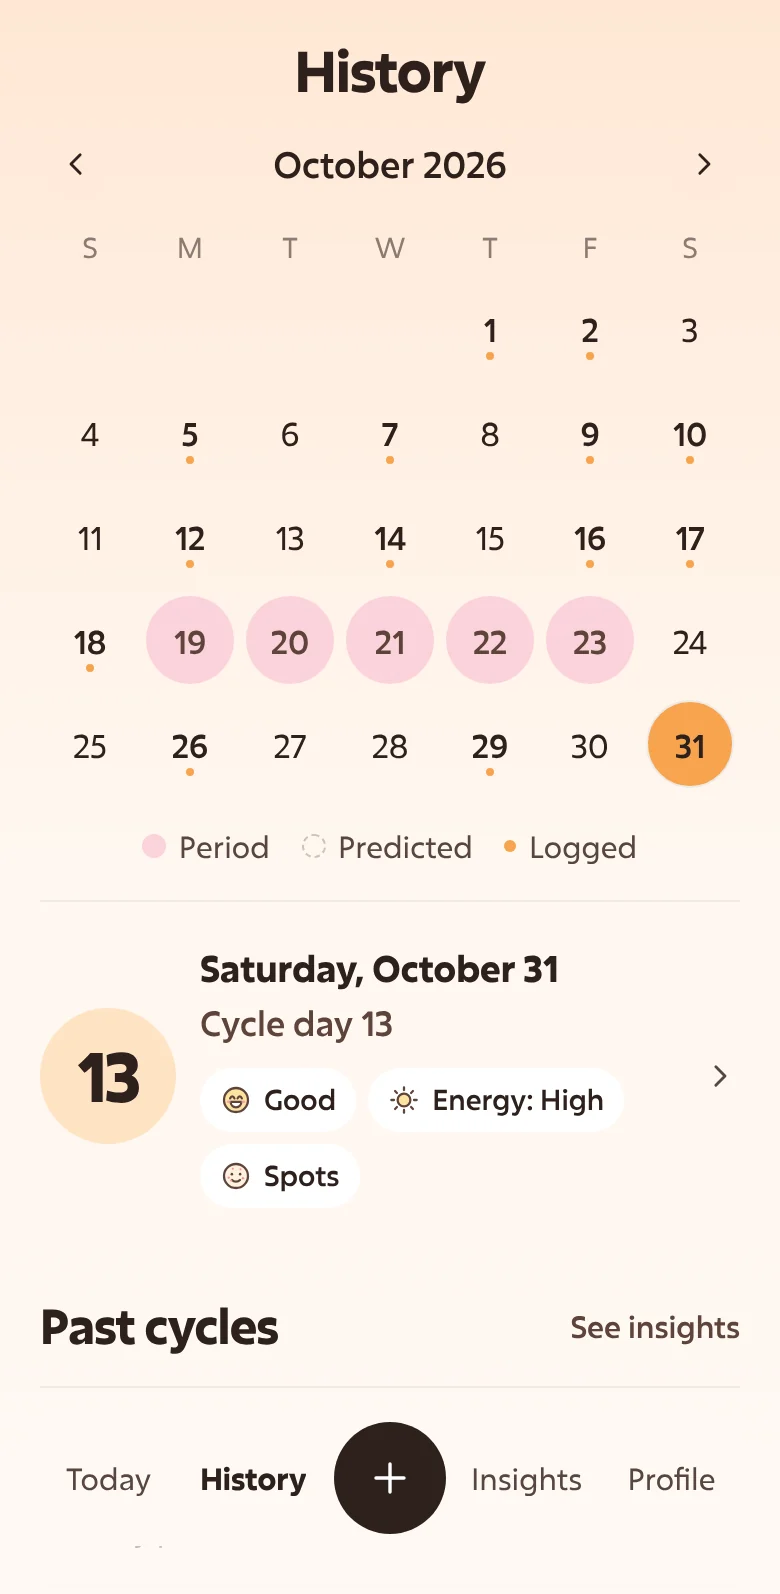 History
October 2026
S M T W T F S
1 2 3
4 5 6 7 8 9 10
11 12 13 14 15 16 17
18 19 20 21 22 23 24
25 26 27 28 29 30 31
Period Predicted Logged
Saturday, October 31
Cycle day 13
13
Good Energy: High
Spots
Past cycles See insights
Today History + Insights Profile